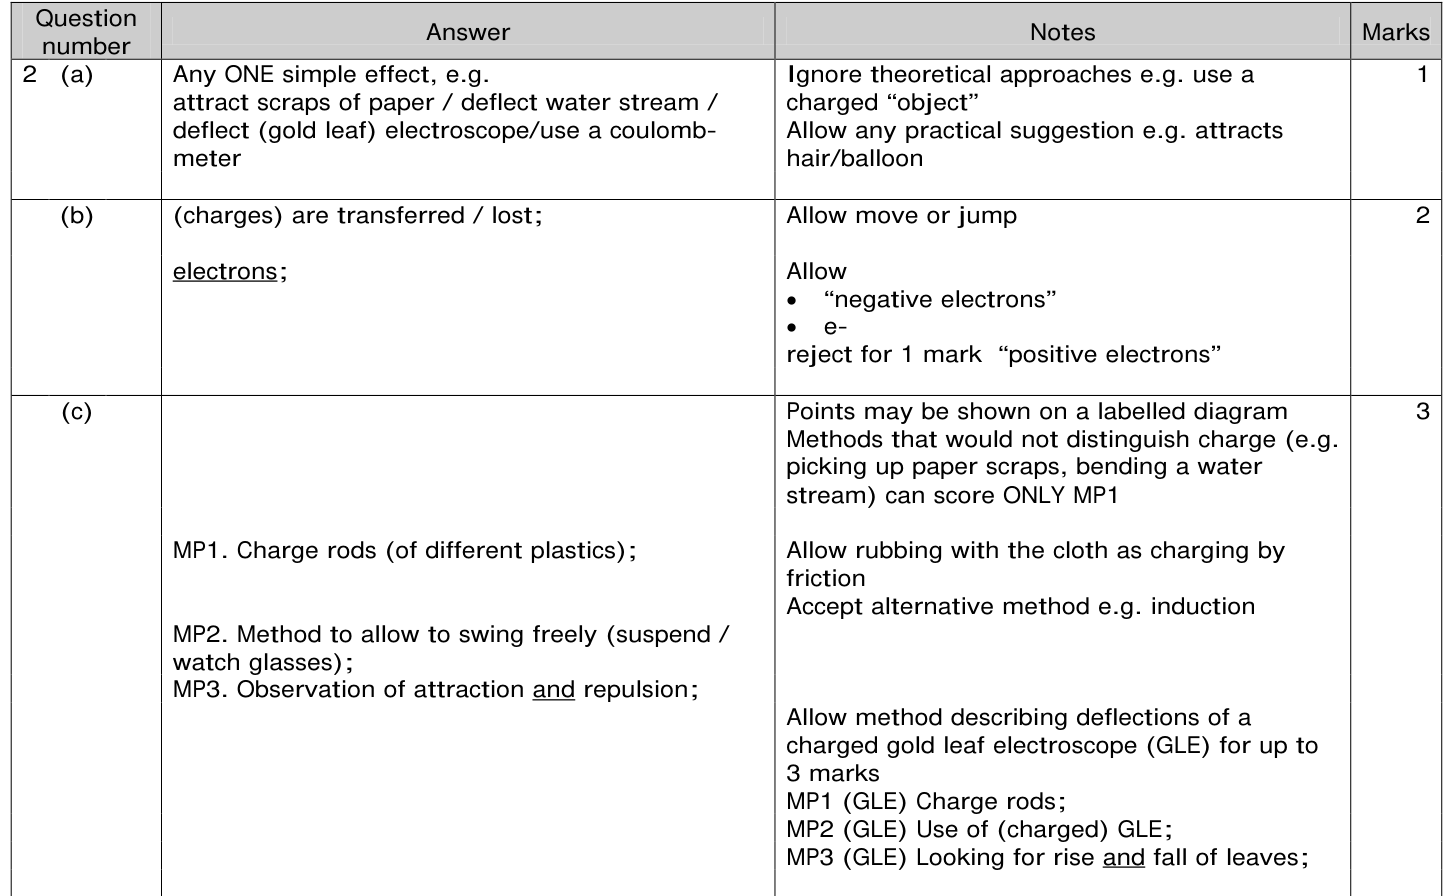 Question
number
Answer
Notes
Marks
2 (a)
Any ONE simple effect, e.g.
attract scraps of paper / deflect water stream /
deflect (gold leaf) electroscope/use a coulomb-
meter
Ignore theoretical approaches e.g. use a
charged “object”
Allow any practical suggestion e.g. attracts
hair/balloon
1
(b)
(charges) are transferred / lost;
electrons;
Allow move or jump
Allow
• “negative electrons”
• e-
reject for 1 mark “positive electrons”
2
(c)
MP1. Charge rods (of different plastics);
MP2. Method to allow to swing freely (suspend /
watch glasses);
MP3. Observation of attraction and repulsion;
Points may be shown on a labelled diagram
Methods that would not distinguish charge (e.g.
picking up paper scraps, bending a water
stream) can score ONLY MP1
Allow rubbing with the cloth as charging by
friction
Accept alternative method e.g. induction
Allow method describing deflections of a
charged gold leaf electroscope (GLE) for up to
3 marks
MP1 (GLE) Charge rods;
MP2 (GLE) Use of (charged) GLE;
MP3 (GLE) Looking for rise and fall of leaves;
3